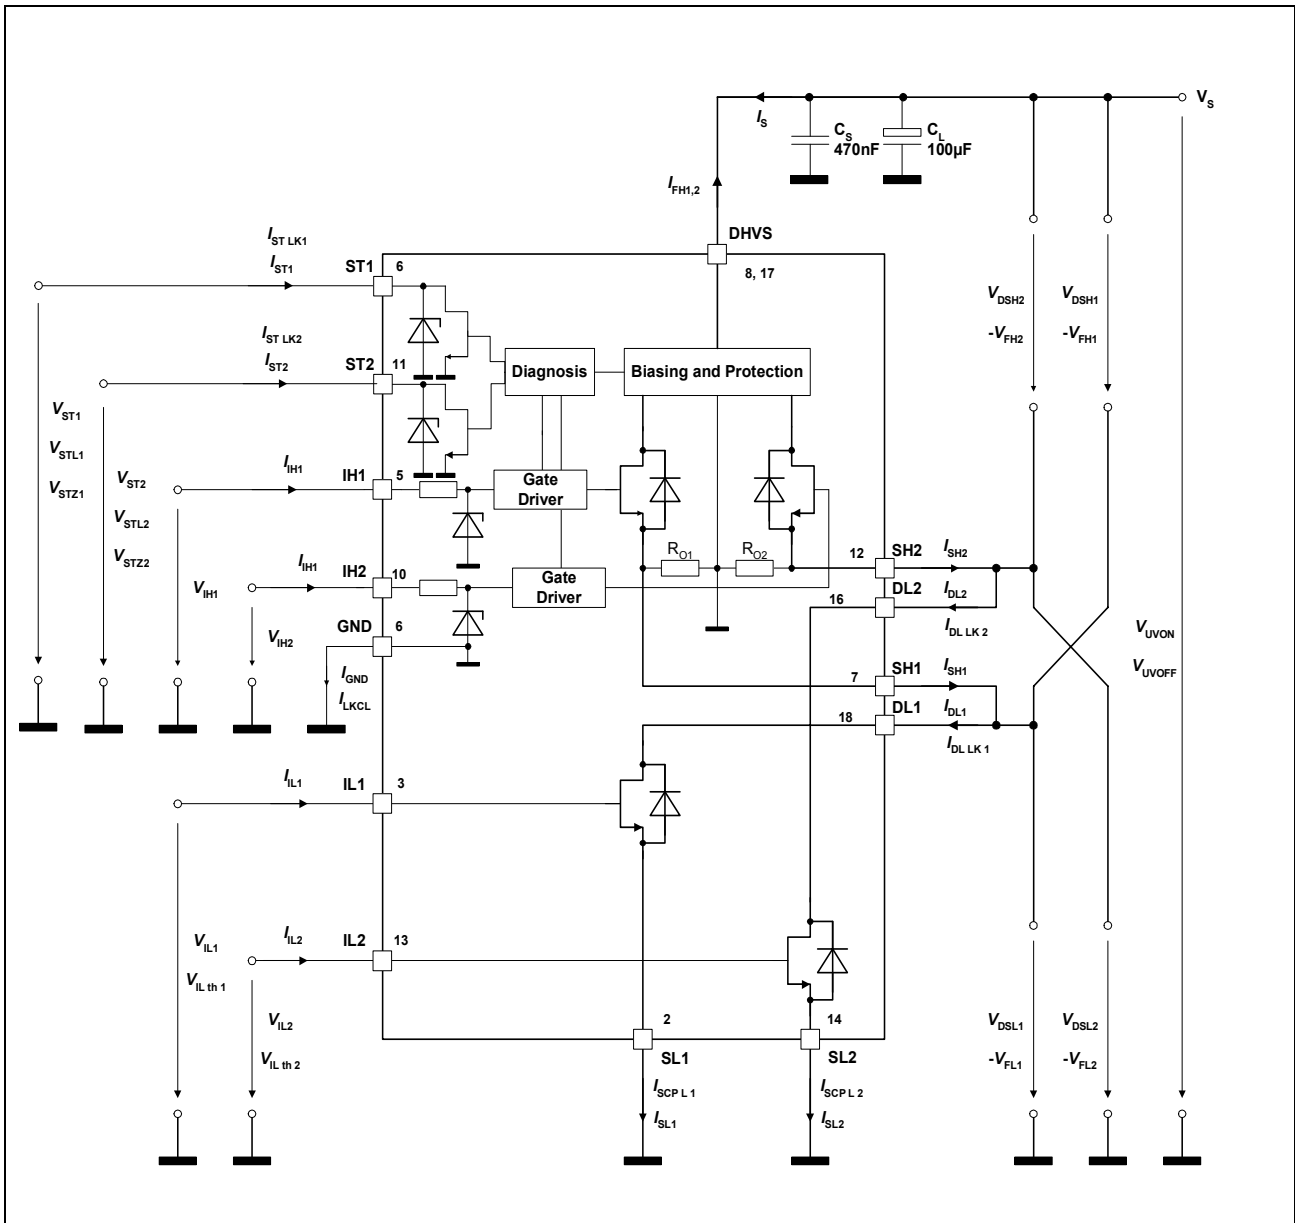 V_S
I_S
C_S
470nF
C_L
100µF
I_FH1,2
DHVS
8, 17
I_ST LK1
I_ST1
ST1
6
I_ST LK2
I_ST2
ST2
11
Diagnosis
Biasing and Protection
V_DSH2
-V_FH2
V_DSH1
-V_FH1
V_ST1
V_STL1
V_STZ1
V_ST2
V_STL2
V_STZ2
I_IH1
IH1
5
Gate
Driver
V_IH1
I_IH1
IH2
10
Gate
Driver
R_O1
R_O2
12
SH2
I_SH2
16
DL2
I_DL2
I_DL LK 2
V_IH2
GND
6
I_GND
I_LKCL
7
SH1
I_SH1
18
DL1
I_DL1
I_DL LK 1
V_UVON
V_UVOFF
I_IL1
IL1
3
V_IL1
V_IL th 1
I_IL2
IL2
13
V_IL2
V_IL th 2
2
SL1
14
SL2
I_SCP L 1
I_SL1
I_SCP L 2
I_SL2
V_DSL1
-V_FL1
V_DSL2
-V_FL2